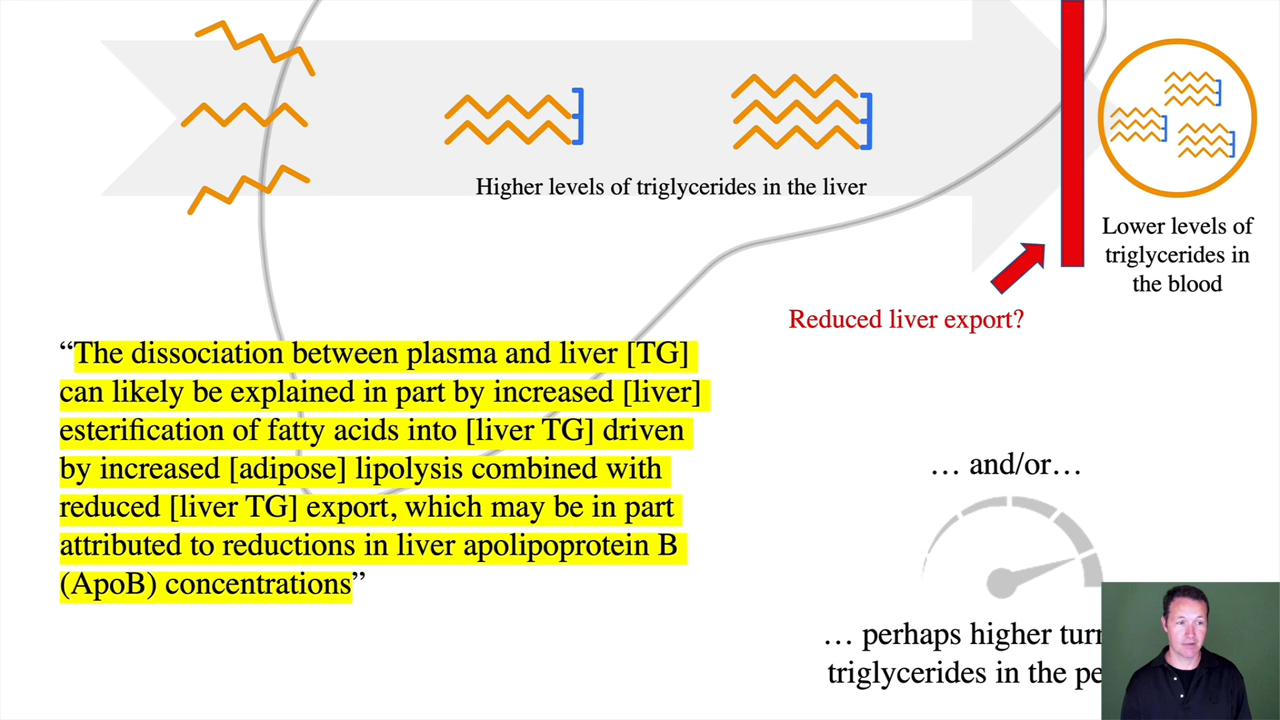 Higher levels of triglycerides in the liver
Lower levels of
triglycerides in
the blood
Reduced liver export?
“The dissociation between plasma and liver [TG]
can likely be explained in part by increased [liver]
esterification of fatty acids into [liver TG] driven
by increased [adipose] lipolysis combined with
reduced [liver TG] export, which may be in part
attributed to reductions in liver apolipoprotein B
(ApoB) concentrations”
… and/or…
… perhaps higher
triglycerides in the